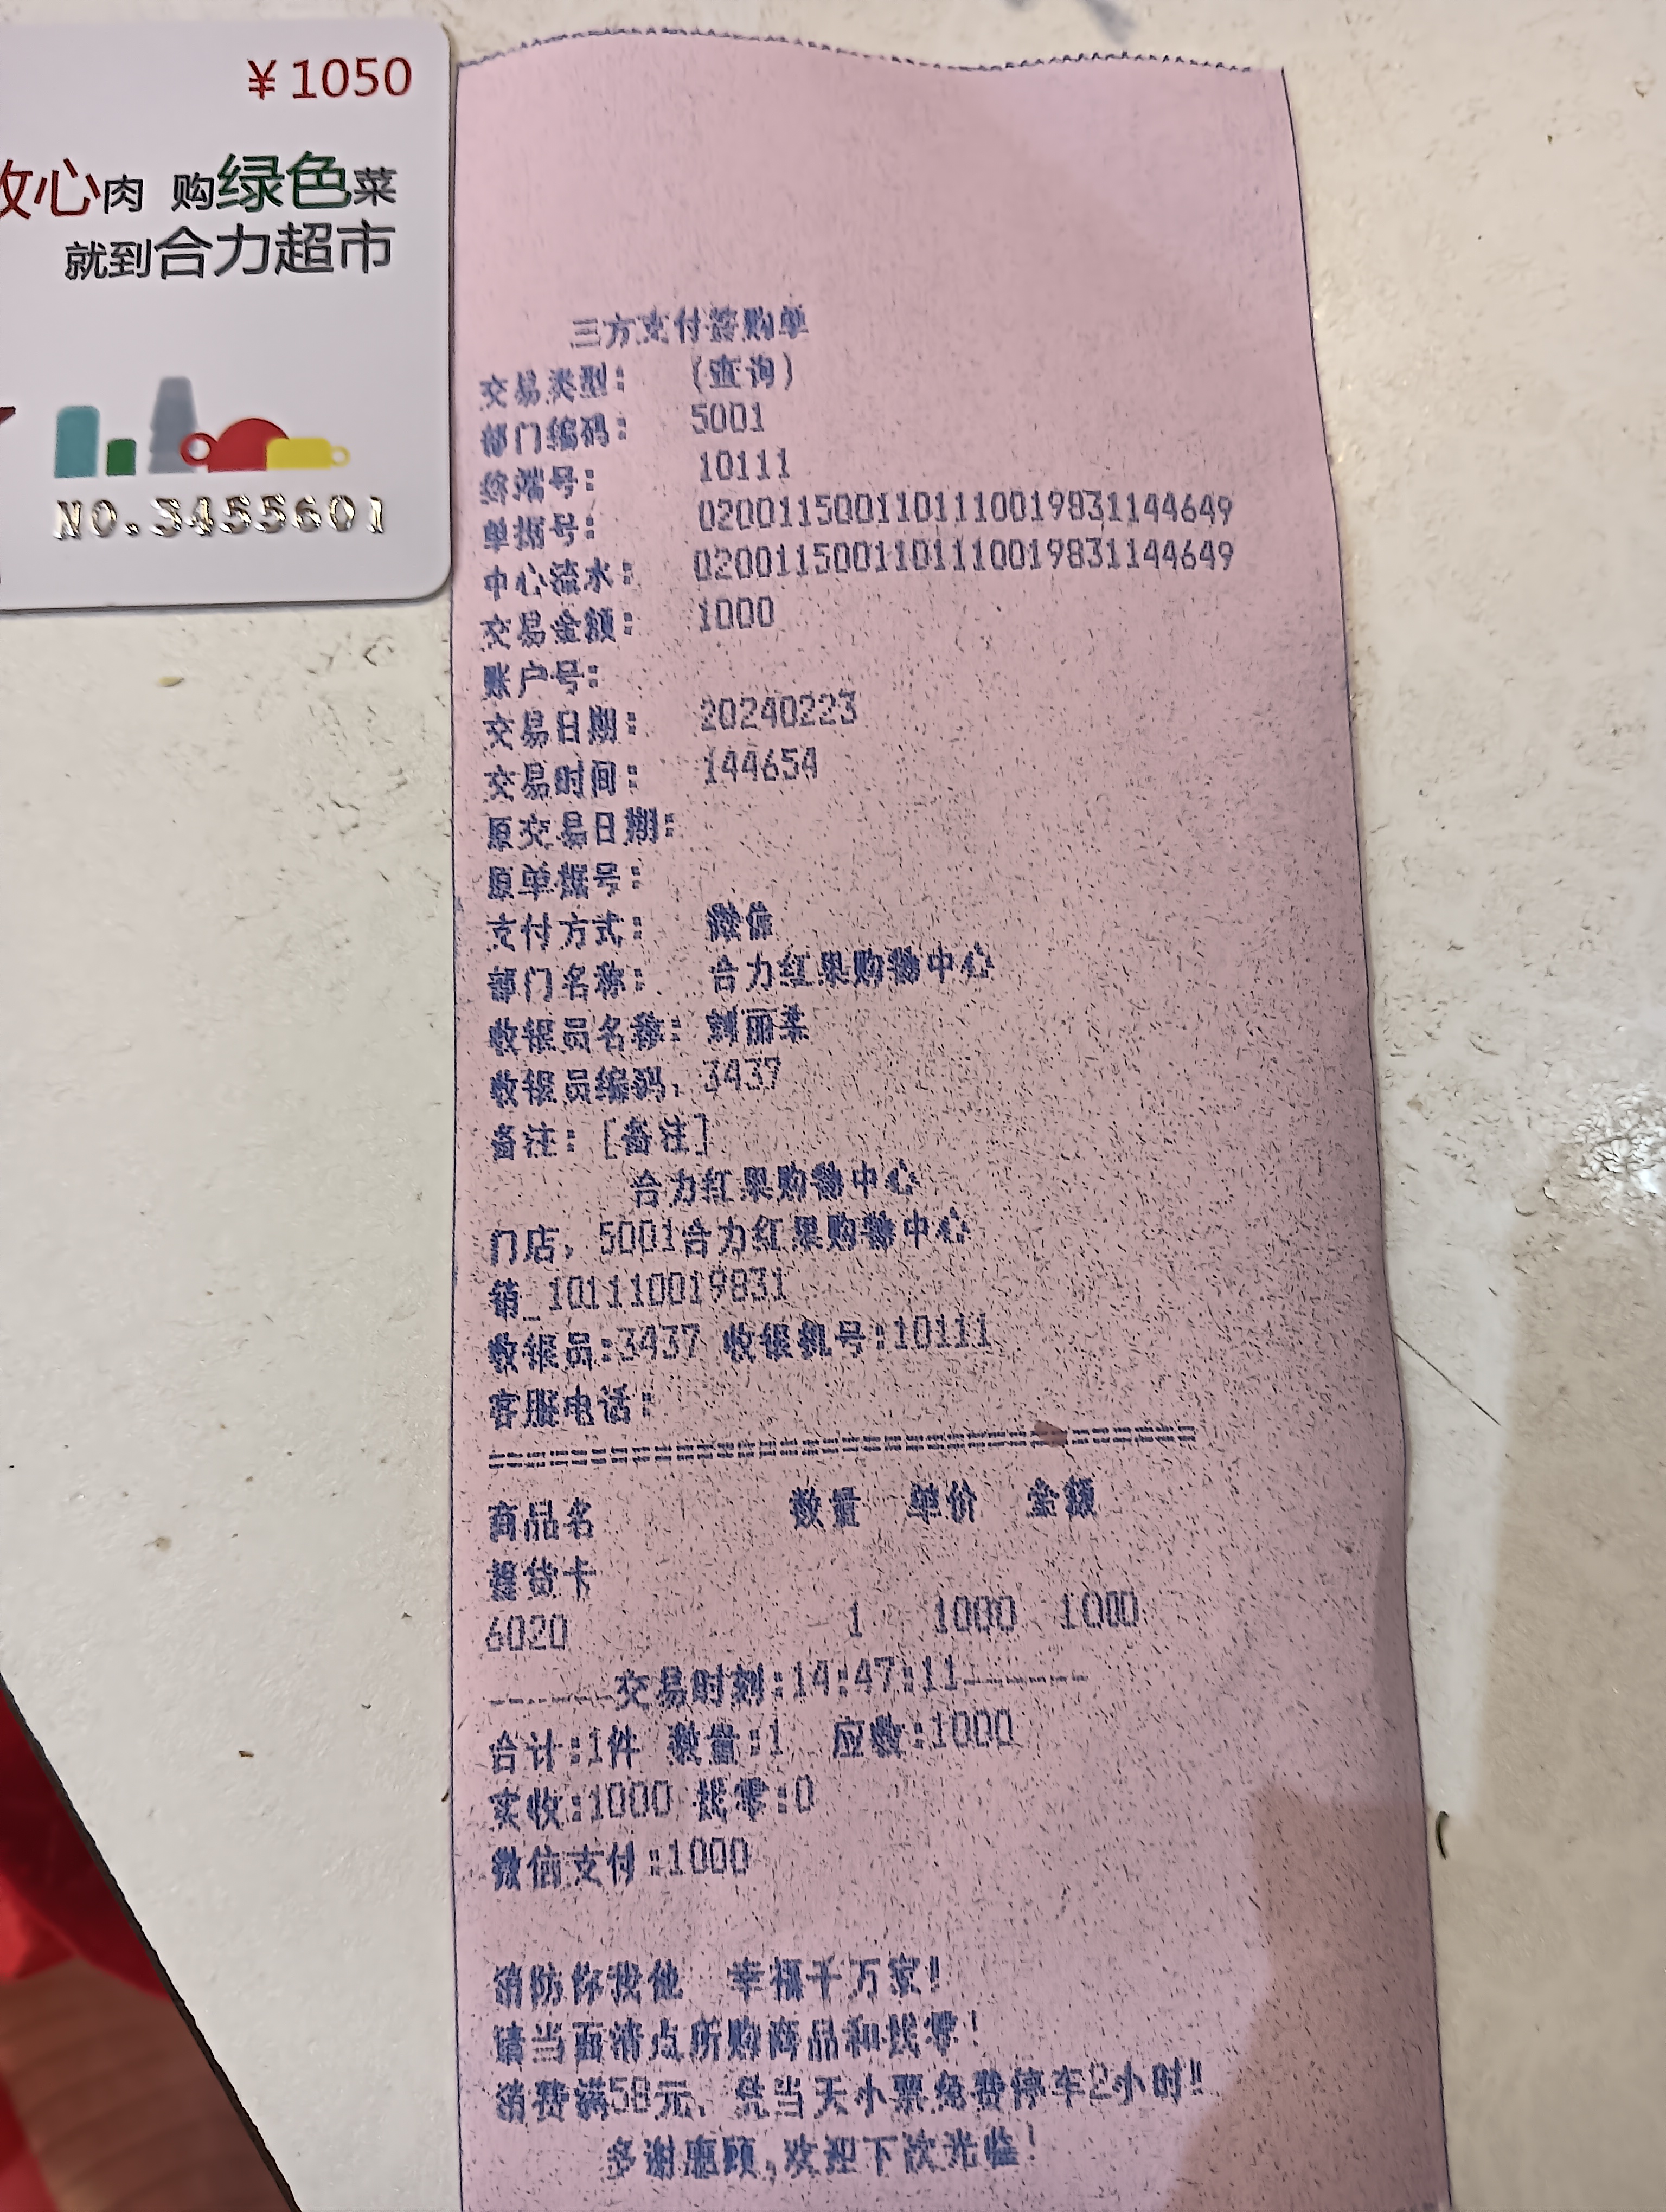 ¥1050
放心肉 购绿色菜
就到合力超市
NO.3455601
三方支付签购单
交易类型: (查询)
部门编码: 5001
终端号: 10111
单据号: 0200115001101110019831144649
中心流水: 0200115001101110019831144649
交易金额: 1000
账户号:
交易日期: 20240223
交易时间: 144654
原交易日期:
原单据号:
支付方式: 微信
部门名称: 合力红果购物中心
收银员名称: 刘丽
收银员编码: 3437
备注: [备注]
合力红果购物中心
门店: 5001合力红果购物中心
销_101110019831
收银员:3437 收银机号:10111
客服电话:
================================
商品名 数量 单价 金额
提货卡
6020 1 1000 1000
-------交易时刻:14:47:11-------
合计:1件 数量:1 应收:1000
实收:1000 找零:0
微信支付:1000
消防你我他 幸福千万家!
请当面清点所购商品和找零!
消费满58元, 凭当天小票免费停车2小时!!
多谢惠顾,欢迎下次光临!